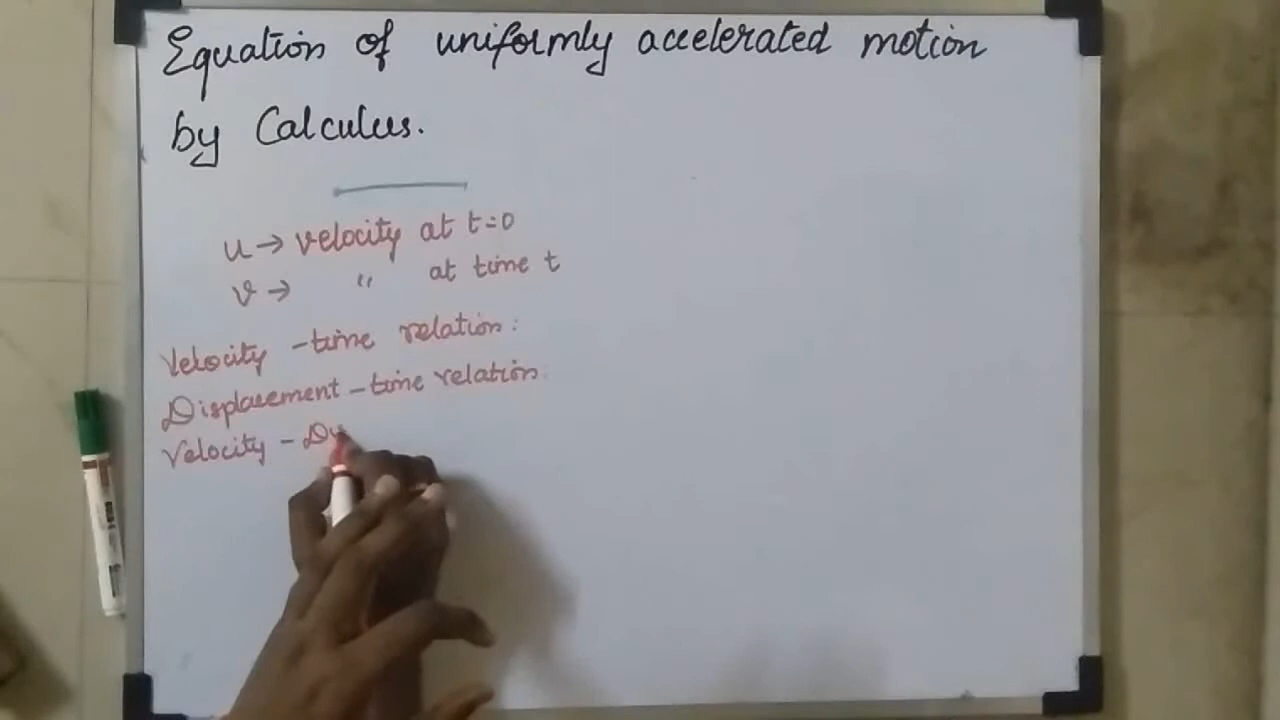 Equation of uniformly accelerated motion
by Calculus.
u → velocity at t=0
v → " at time t
Velocity - time relation:
Displacement - time relation:
Velocity - Dis